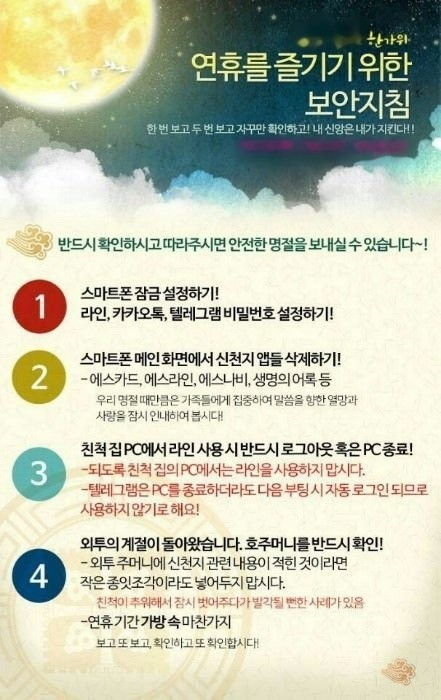 한가위
연휴를 즐기기 위한
보안지침
한 번 보고 두 번 보고 자꾸만 확인하고! 내 신앙은 내가 지킨다!!
반드시 확인하시고 따라주시면 안전한 명절을 보내실 수 있습니다~!
1
스마트폰 잠금 설정하기!
라인, 카카오톡, 텔레그램 비밀번호 설정하기!
2
스마트폰 메인 화면에서 신천지 앱들 삭제하기!
- 에스카드, 에스라인, 에스나비, 생명의 어록 등
우리 명절 때만큼은 가족들에게 집중하여 말씀을 향한 열망과
사랑을 잠시 인내하여 봅시다!
3
친척 집 PC에서 라인 사용 시 반드시 로그아웃 혹은 PC 종료!
-되도록 친척 집의 PC에서는 라인을 사용하지 맙시다.
-텔레그램은 PC를 종료하더라도 다음 부팅 시 자동 로그인 되므로
사용하지 않기로 해요!
4
외투의 계절이 돌아왔습니다. 호주머니를 반드시 확인!
- 외투 주머니에 신천지 관련 내용이 적힌 것이라면
작은 종잇조각이라도 넣어두지 맙시다.
친척이 추워해서 잠시 벗어주다가 발각될 뻔한 사례가 있음
-연휴 기간 가방 속 마찬가지
보고 또 보고, 확인하고 또 확인합시다!